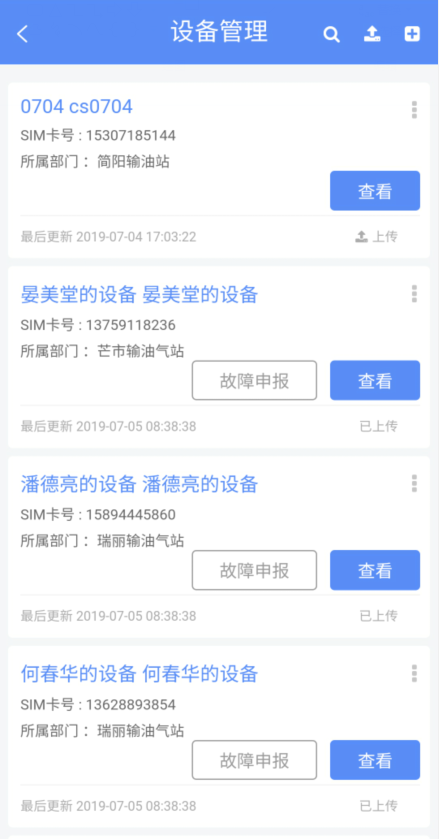 设备管理
0704 cs0704
SIM卡号 : 15307185144
所属部门 : 简阳输油站
查看
最后更新 2019-07-04 17:03:22
上传
晏美堂的设备 晏美堂的设备
SIM卡号 : 13759118236
所属部门 : 芒市输油气站
故障申报
查看
最后更新 2019-07-05 08:38:38
已上传
潘德亮的设备 潘德亮的设备
SIM卡号 : 15894445860
所属部门 : 瑞丽输油气站
故障申报
查看
最后更新 2019-07-05 08:38:38
已上传
何春华的设备 何春华的设备
SIM卡号 : 13628893854
所属部门 : 瑞丽输油气站
故障申报
查看
最后更新 2019-07-05 08:38:38
已上传